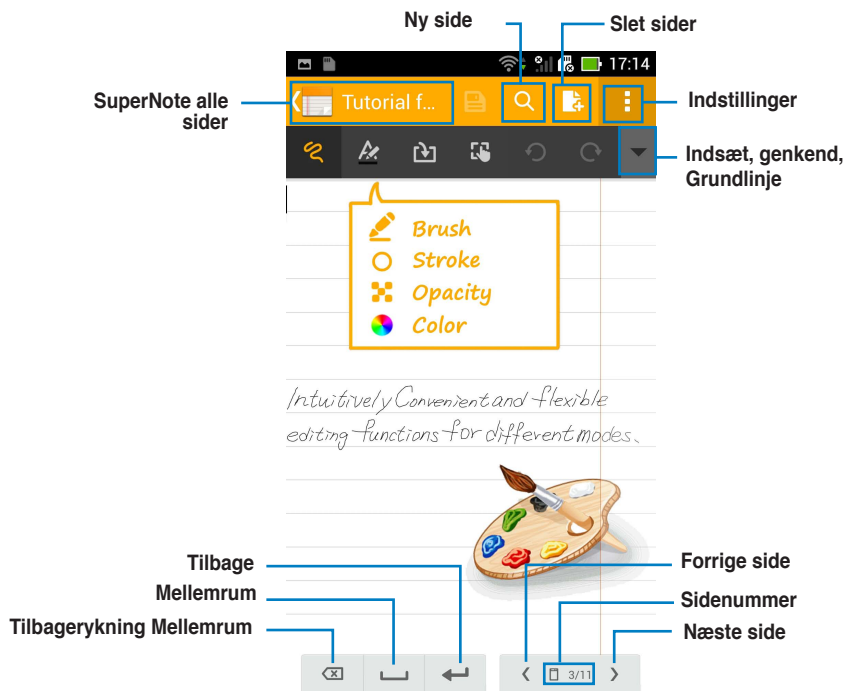 Ny side
Slet sider
17:14
SuperNote alle
sider
Tutorial f...
Indstillinger
Indsæt, genkend,
Grundlinje
Brush
Stroke
Opacity
Color
Intuitively Convenient and flexible
editing functions for different modes.
Tilbage
Mellemrum
Tilbagerykning Mellemrum
Forrige side
Sidenummer
Næste side
3/11